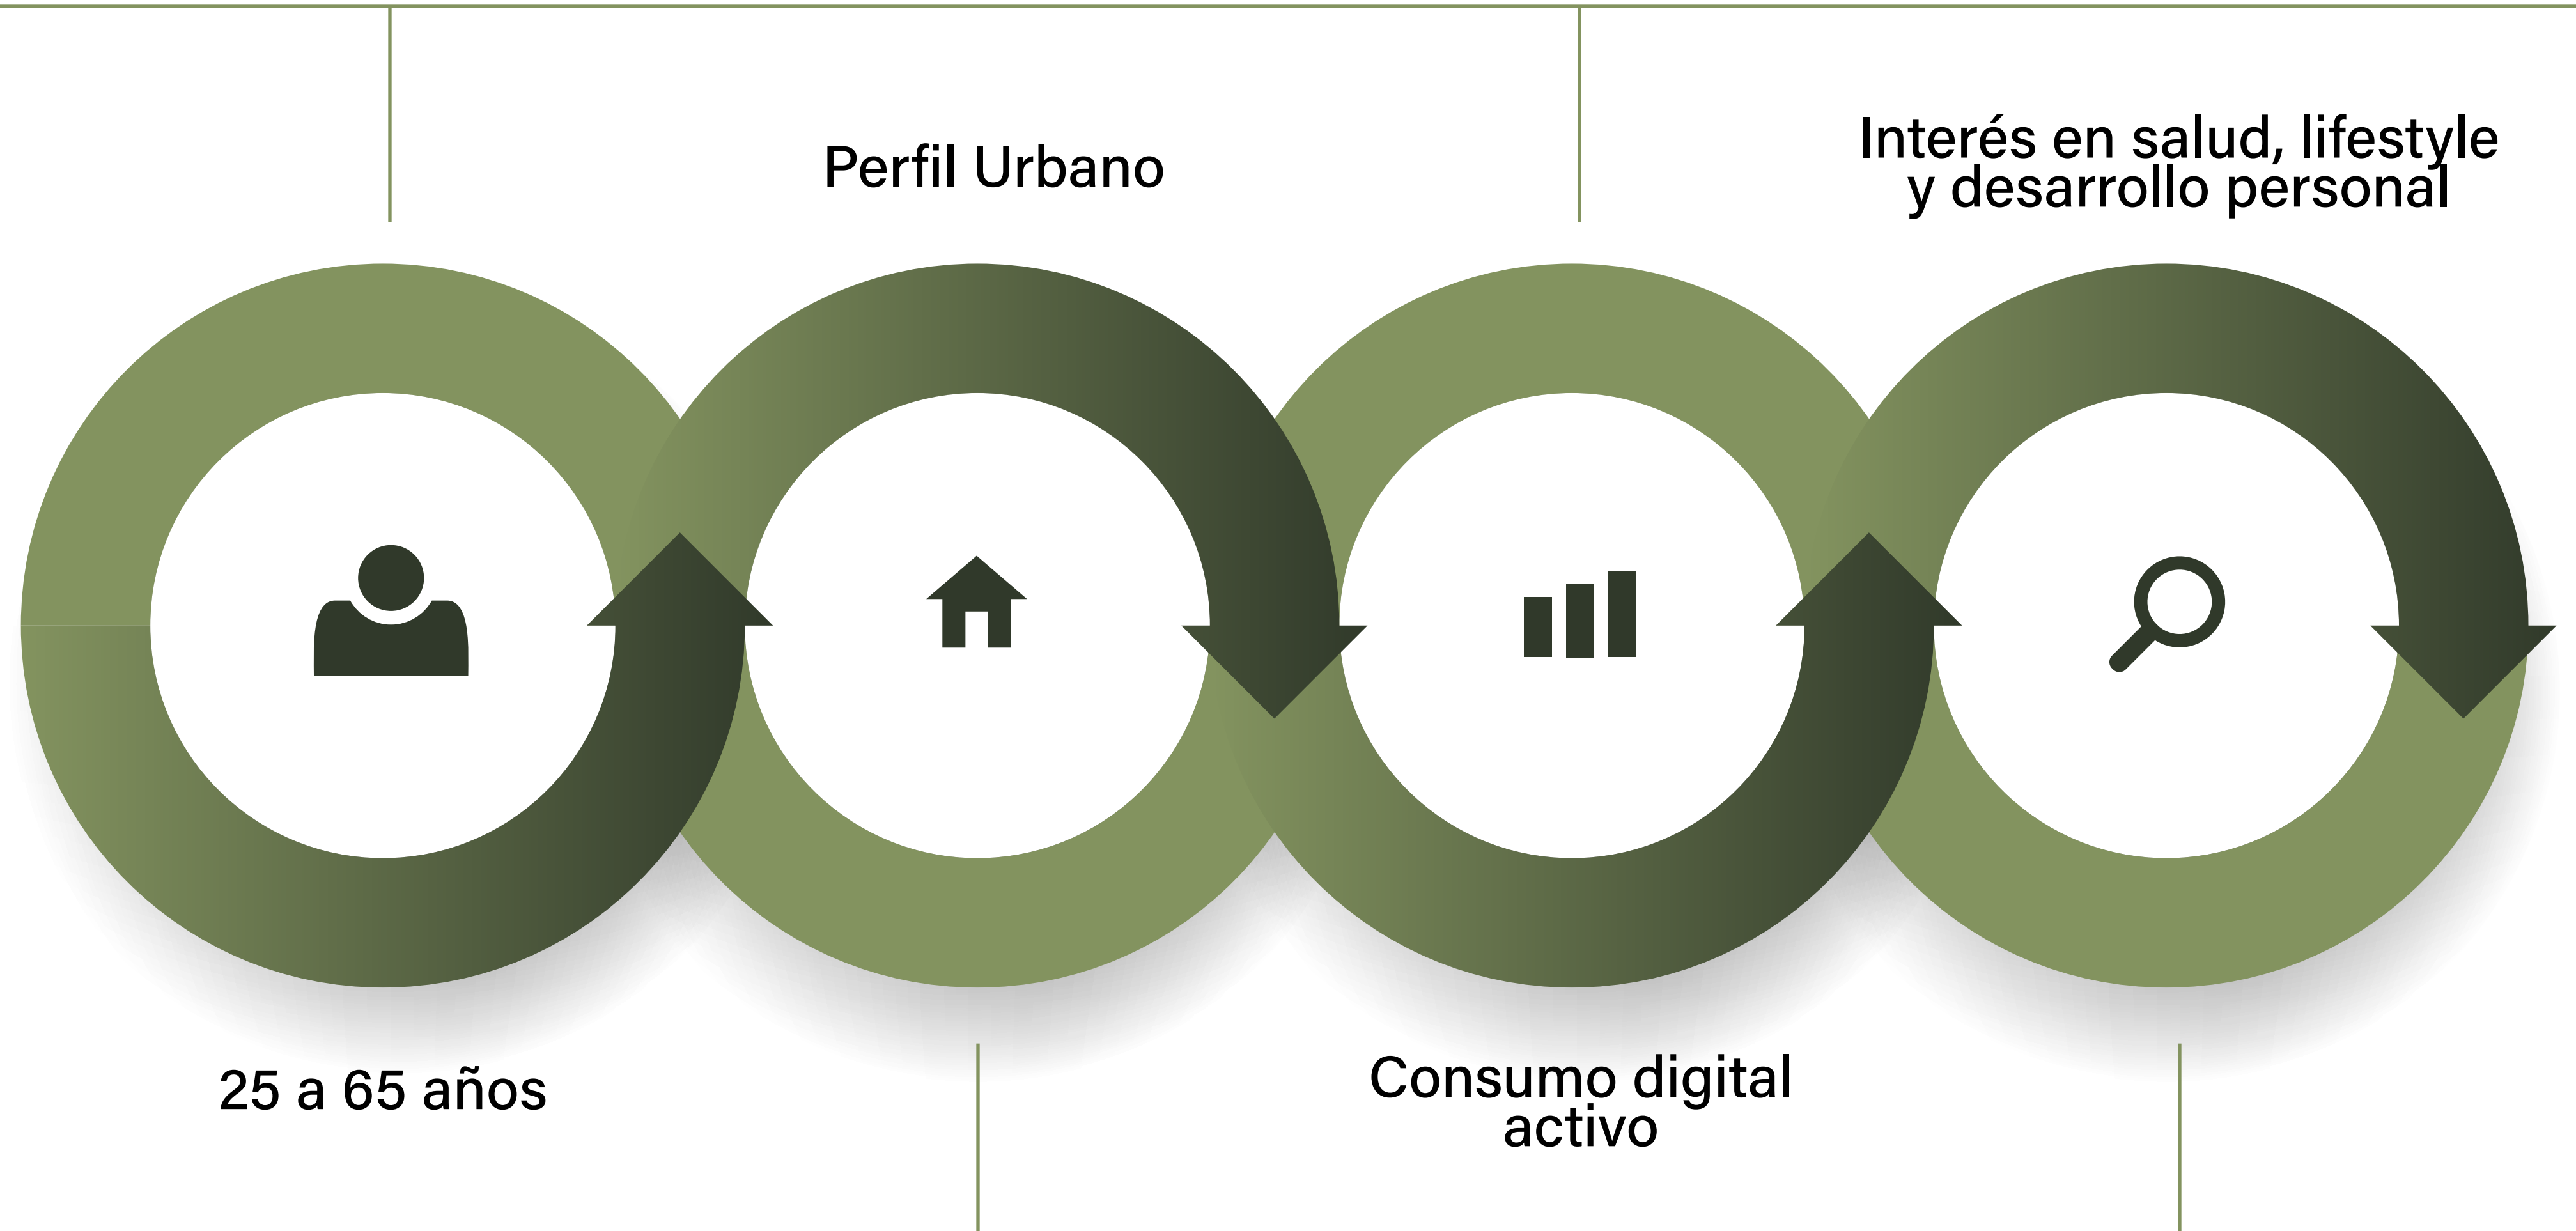 Perfil Urbano
Interés en salud, lifestyle
y desarrollo personal
25 a 65 años
Consumo digital
activo